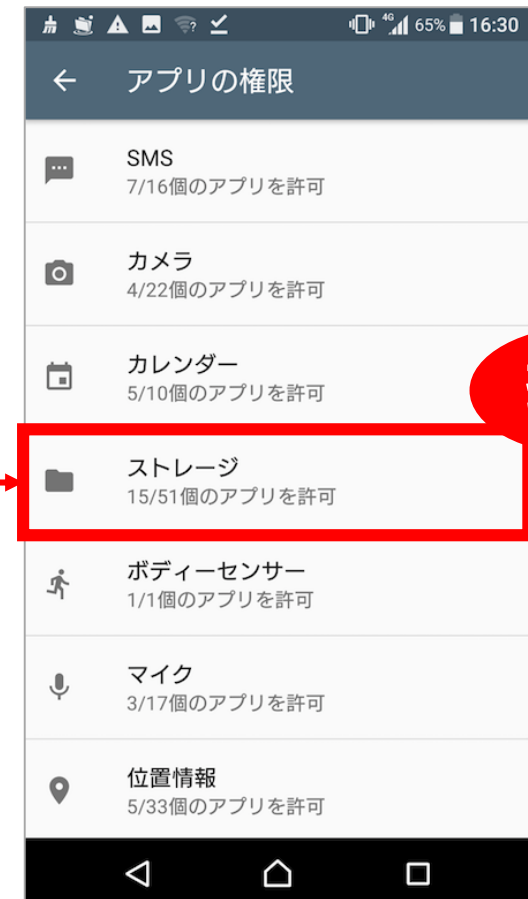 4G 65% 16:30
アプリの権限
SMS
7/16個のアプリを許可
カメラ
4/22個のアプリを許可
カレンダー
5/10個のアプリを許可
ストレージ
15/51個のアプリを許可
ボディーセンサー
1/1個のアプリを許可
マイク
3/17個のアプリを許可
位置情報
5/33個のアプリを許可